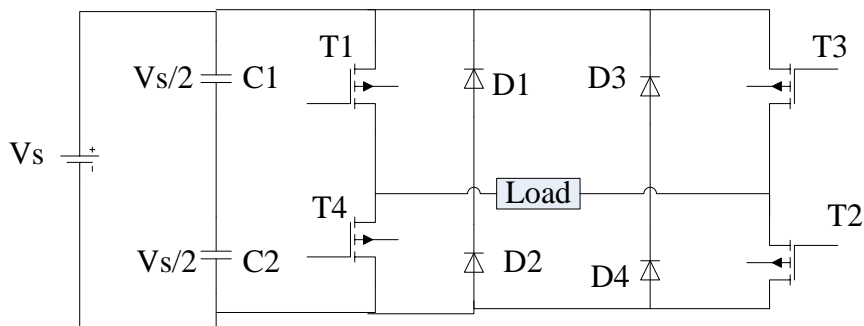 T1
T3
Vs/2
C1
D1
D3
Vs
+
-
Load
T4
T2
Vs/2
C2
D2
D4